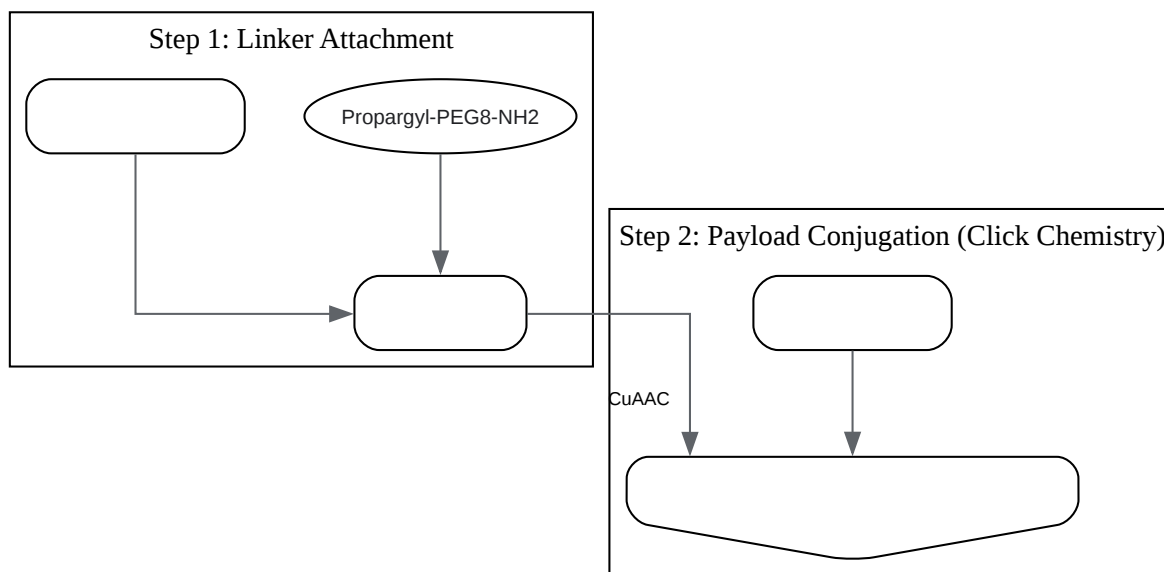 Step 1: Linker Attachment
Propargyl-PEG8-NH2
Step 2: Payload Conjugation (Click Chemistry)
CuAAC